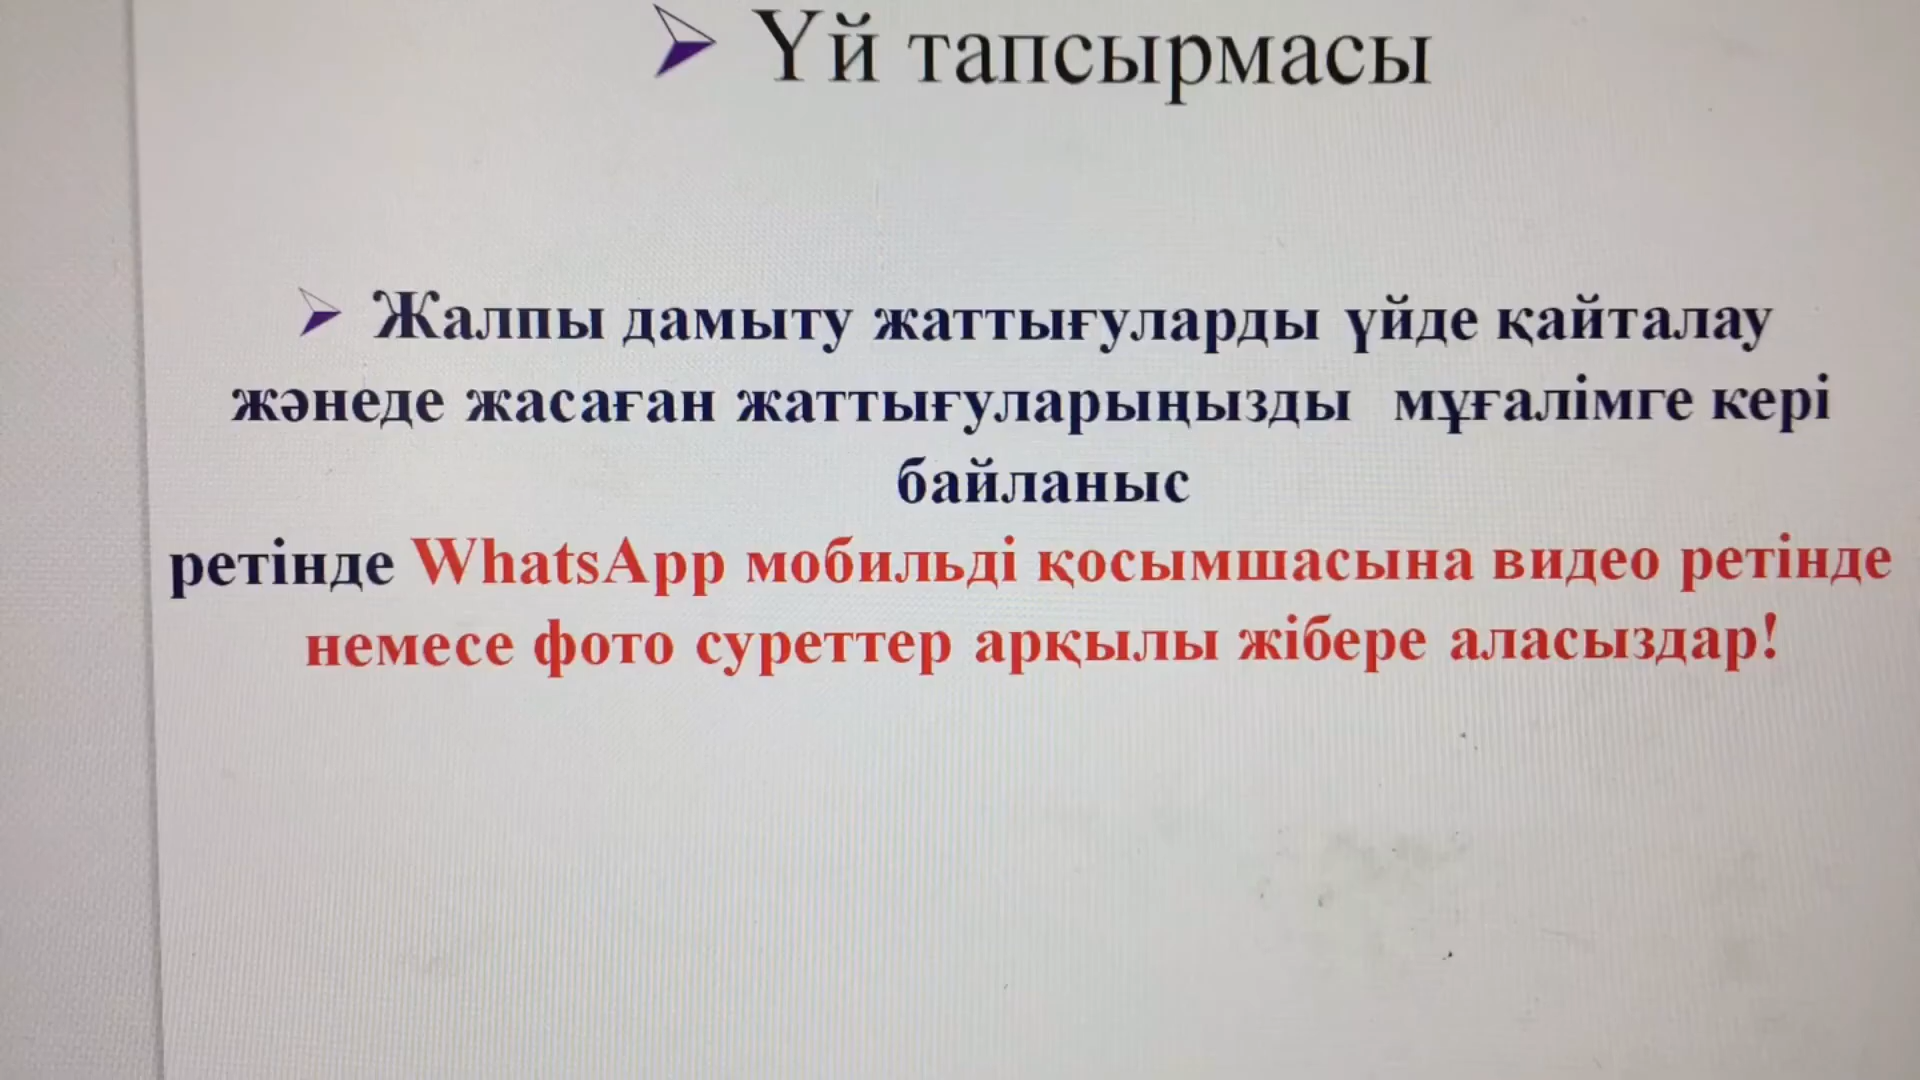 Үй тапсырмасы
Жалпы дамыту жаттығуларды үйде қайталау
жәнеде жасаған жаттығуларыңызды мұғалімге кері
байланыс
ретінде WhatsApp мобильді қосымшасына видео ретінде
немесе фото суреттер арқылы жібере аласыздар!